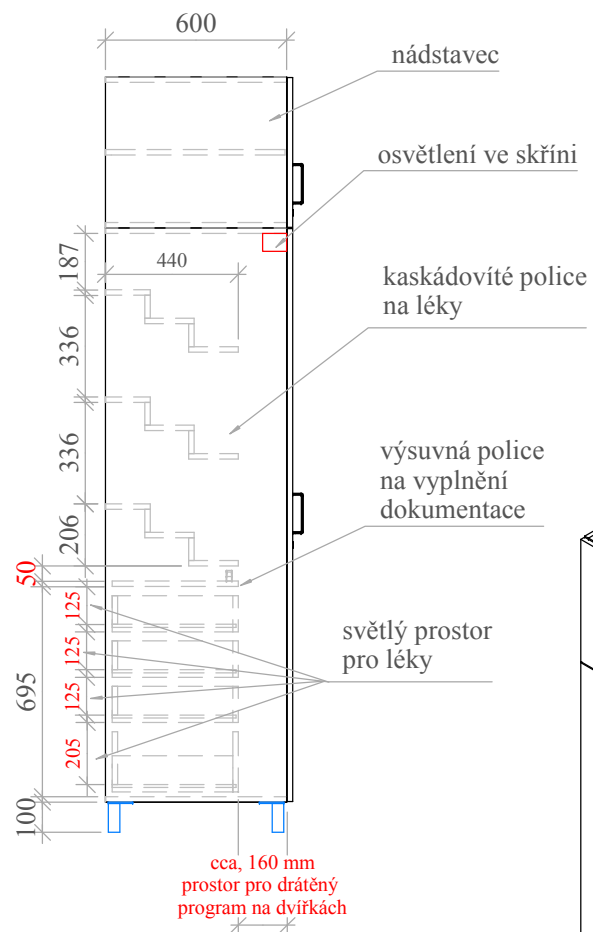 600
nádstavec
osvětlení ve skříni
187
440
kaskádovíté police
na léky
336
336
výsuvná police
na vyplnění
dokumentace
206
50
125
125
světlý prostor
pro léky
125
695
205
100
cca, 160 mm
prostor pro drátěný
program na dvířkách